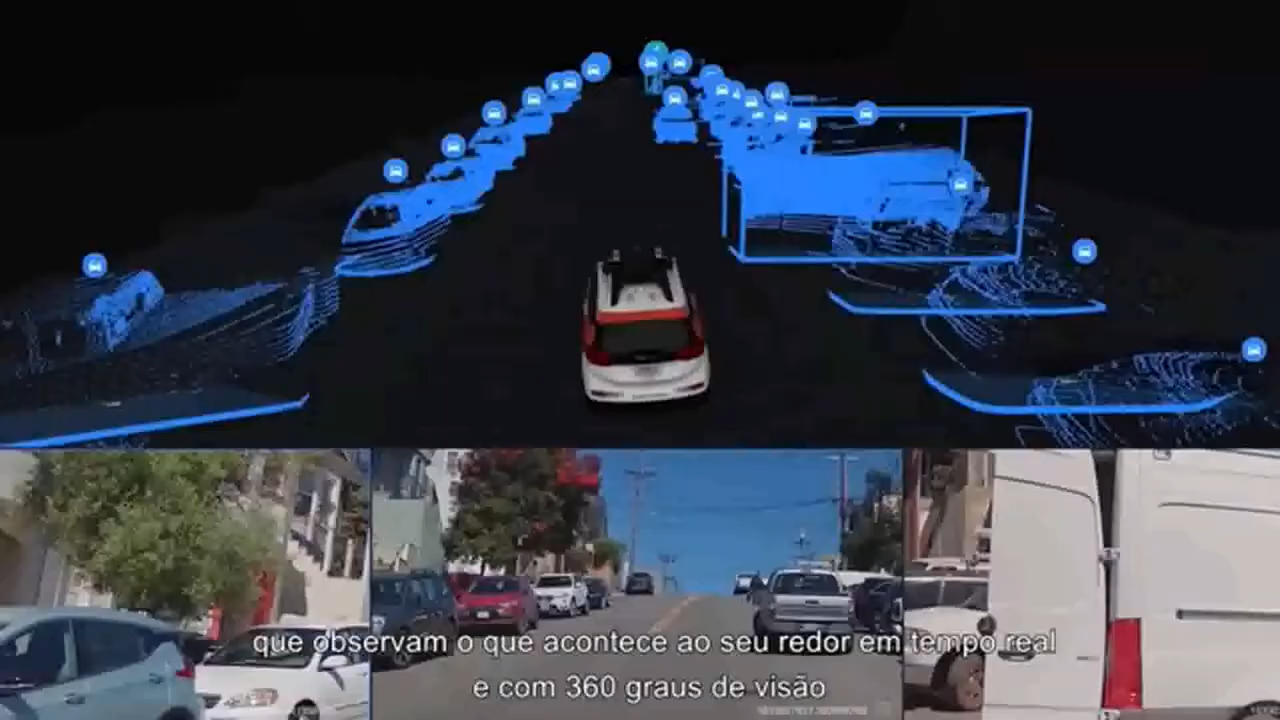 que observam o que acontece ao seu redor em tempo real
e com 360 graus de visão